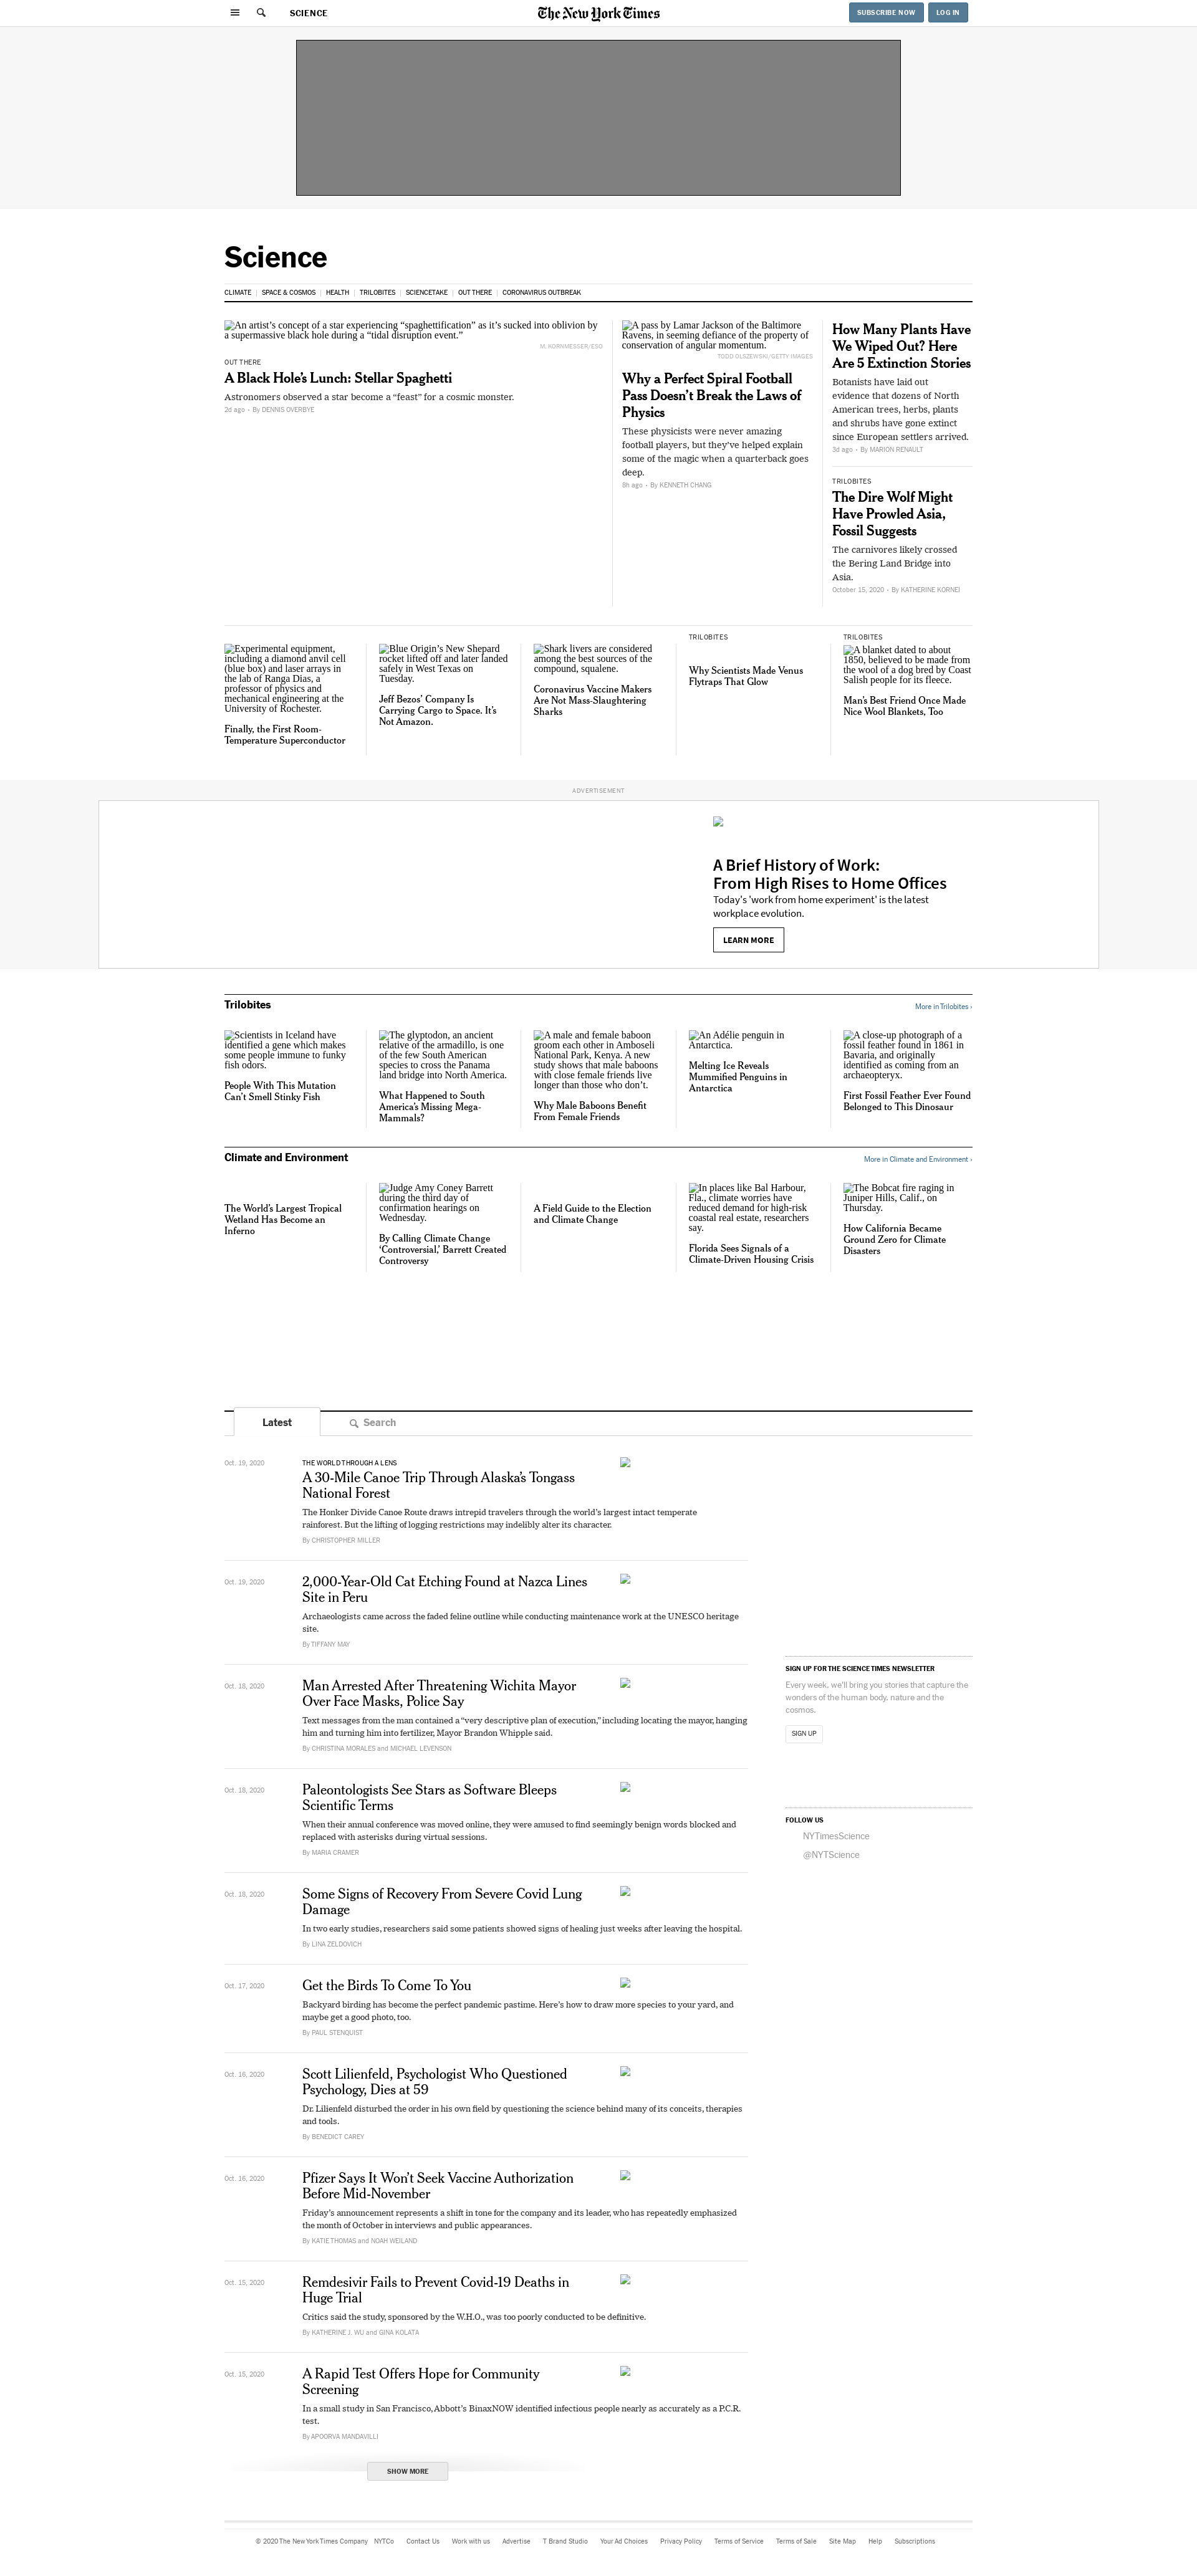 SCIENCE
The New York Times
SUBSCRIBE NOW
LOG IN
Science
CLIMATE
SPACE & COSMOS
HEALTH
TRILOBITES
SCIENCETAKE
OUT THERE
CORONAVIRUS OUTBREAK
An artist's concept of a star experiencing “spaghettification” as it’s sucked into oblivion by
a supermassive black hole during a “tidal disruption event.”
M. KORNMESSER/ESO
OUT THERE
A Black Hole’s Lunch: Stellar Spaghetti
Astronomers observed a star become a “feast” for a cosmic monster.
2d ago • By DENNIS OVERBYE
A pass by Lamar Jackson of the Baltimore
Ravens, in seeming defiance of the property of
conservation of angular momentum.
TODD OLSZEWSKI/GETTY IMAGES
Why a Perfect Spiral Football
Pass Doesn’t Break the Laws of
Physics
These physicists were never amazing
football players, but they’ve helped explain
some of the magic when a quarterback goes
deep.
8h ago • By KENNETH CHANG
How Many Plants Have
We Wiped Out? Here
Are 5 Extinction Stories
Botanists have laid out
evidence that dozens of North
American trees, herbs, plants
and shrubs have gone extinct
since European settlers arrived.
3d ago • By MARION RENAULT
TRILOBITES
The Dire Wolf Might
Have Prowled Asia,
Fossil Suggests
The carnivores likely crossed
the Bering Land Bridge into
Asia.
October 15, 2020 • By KATHERINE KORNEI
Experimental equipment,
including a diamond anvil cell
(blue box) and laser arrays in
the lab of Ranga Dias, a
professor of physics and
mechanical engineering at the
University of Rochester.
Finally, the First Room-
Temperature Superconductor
Blue Origin’s New Shepard
rocket lifted off and later landed
safely in West Texas on
Tuesday.
Jeff Bezos’ Company Is
Carrying Cargo to Space. It’s
Not Amazon.
Shark livers are considered
among the best sources of the
compound, squalene.
Coronavirus Vaccine Makers
Are Not Mass-Slaughtering
Sharks
TRILOBITES
Why Scientists Made Venus
Flytraps That Glow
TRILOBITES
A blanket dated to about
1850, believed to be made from
the wool of a dog bred by Coast
Salish people for its fleece.
Man’s Best Friend Once Made
Nice Wool Blankets, Too
ADVERTISEMENT
A Brief History of Work:
From High Rises to Home Offices
Today's 'work from home experiment' is the latest
workplace evolution.
LEARN MORE
Trilobites
More in Trilobites ›
Scientists in Iceland have
identified a gene which makes
some people immune to funky
fish odors.
People With This Mutation
Can’t Smell Stinky Fish
The glyptodon, an ancient
relative of the armadillo, is one
of the few South American
species to cross the Panama
land bridge into North America.
What Happened to South
America’s Missing Mega-
Mammals?
A male and female baboon
groom each other in Amboseli
National Park, Kenya. A new
study shows that male baboons
with close female friends live
longer than those who don’t.
Why Male Baboons Benefit
From Female Friends
An Adélie penguin in
Antarctica.
Melting Ice Reveals
Mummified Penguins in
Antarctica
A close-up photograph of a
fossil feather found in 1861 in
Bavaria, and originally
identified as coming from an
archaeopteryx.
First Fossil Feather Ever Found
Belonged to This Dinosaur
Climate and Environment
More in Climate and Environment ›
The World’s Largest Tropical
Wetland Has Become an
Inferno
Judge Amy Coney Barrett
during the third day of
confirmation hearings on
Wednesday.
By Calling Climate Change
‘Controversial,’ Barrett Created
Controversy
A Field Guide to the Election
and Climate Change
In places like Bal Harbour,
Fla., climate worries have
reduced demand for high-risk
coastal real estate, researchers
say.
Florida Sees Signals of a
Climate-Driven Housing Crisis
The Bobcat fire raging in
Juniper Hills, Calif., on
Thursday.
How California Became
Ground Zero for Climate
Disasters
Latest
Search
Oct. 19, 2020
THE WORLD THROUGH A LENS
A 30-Mile Canoe Trip Through Alaska’s Tongass
National Forest
The Honker Divide Canoe Route draws intrepid travelers through the world’s largest intact temperate
rainforest. But the lifting of logging restrictions may indelibly alter its character.
By CHRISTOPHER MILLER
Oct. 19, 2020
2,000-Year-Old Cat Etching Found at Nazca Lines
Site in Peru
Archaeologists came across the faded feline outline while conducting maintenance work at the UNESCO heritage
site.
By TIFFANY MAY
Oct. 18, 2020
Man Arrested After Threatening Wichita Mayor
Over Face Masks, Police Say
Text messages from the man contained a “very descriptive plan of execution,” including locating the mayor, hanging
him and turning him into fertilizer, Mayor Brandon Whipple said.
By CHRISTINA MORALES and MICHAEL LEVENSON
Oct. 18, 2020
Paleontologists See Stars as Software Bleeps
Scientific Terms
When their annual conference was moved online, they were amused to find seemingly benign words blocked and
replaced with asterisks during virtual sessions.
By MARIA CRAMER
Oct. 18, 2020
Some Signs of Recovery From Severe Covid Lung
Damage
In two early studies, researchers said some patients showed signs of healing just weeks after leaving the hospital.
By LINA ZELDOVICH
Oct. 17, 2020
Get the Birds To Come To You
Backyard birding has become the perfect pandemic pastime. Here’s how to draw more species to your yard, and
maybe get a good photo, too.
By PAUL STENQUIST
Oct. 16, 2020
Scott Lilienfeld, Psychologist Who Questioned
Psychology, Dies at 59
Dr. Lilienfeld disturbed the order in his own field by questioning the science behind many of its conceits, therapies
and tools.
By BENEDICT CAREY
Oct. 16, 2020
Pfizer Says It Won’t Seek Vaccine Authorization
Before Mid-November
Friday’s announcement represents a shift in tone for the company and its leader, who has repeatedly emphasized
the month of October in interviews and public appearances.
By KATIE THOMAS and NOAH WEILAND
Oct. 15, 2020
Remdesivir Fails to Prevent Covid-19 Deaths in
Huge Trial
Critics said the study, sponsored by the W.H.O., was too poorly conducted to be definitive.
By KATHERINE J. WU and GINA KOLATA
Oct. 15, 2020
A Rapid Test Offers Hope for Community
Screening
In a small study in San Francisco, Abbott’s BinaxNOW identified infectious people nearly as accurately as a P.C.R.
test.
By APOORVA MANDAVILLI
SHOW MORE
SIGN UP FOR THE SCIENCE TIMES NEWSLETTER
Every week, we'll bring you stories that capture the
wonders of the human body, nature and the
cosmos.
SIGN UP
FOLLOW US
NYTimesScience
@NYTScience
© 2020 The New York Times Company
NYTCo
Contact Us
Work with us
Advertise
T Brand Studio
Your Ad Choices
Privacy Policy
Terms of Service
Terms of Sale
Site Map
Help
Subscriptions